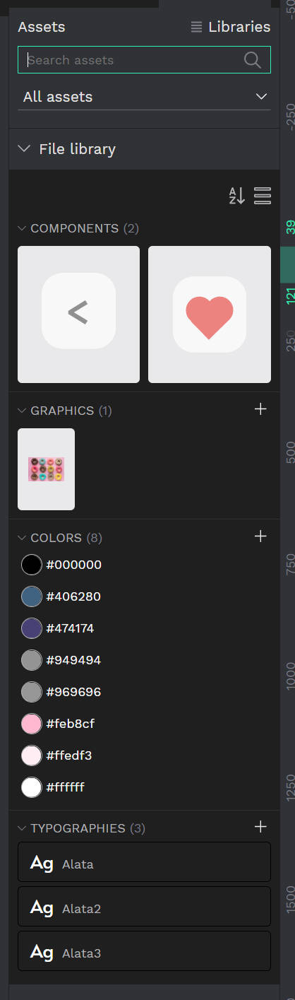 Assets
Libraries
Search assets
All assets
File library
A
Z
COMPONENTS (2)
<
GRAPHICS (1)
COLORS (8)
#000000
#406280
#474174
#949494
#969696
#feb8cf
#ffedf3
#ffffff
TYPOGRAPHIES (3)
Ag Alata
Ag Alata2
Ag Alata3
-50
-250
39
121
250
500
750
1000
1250
1500